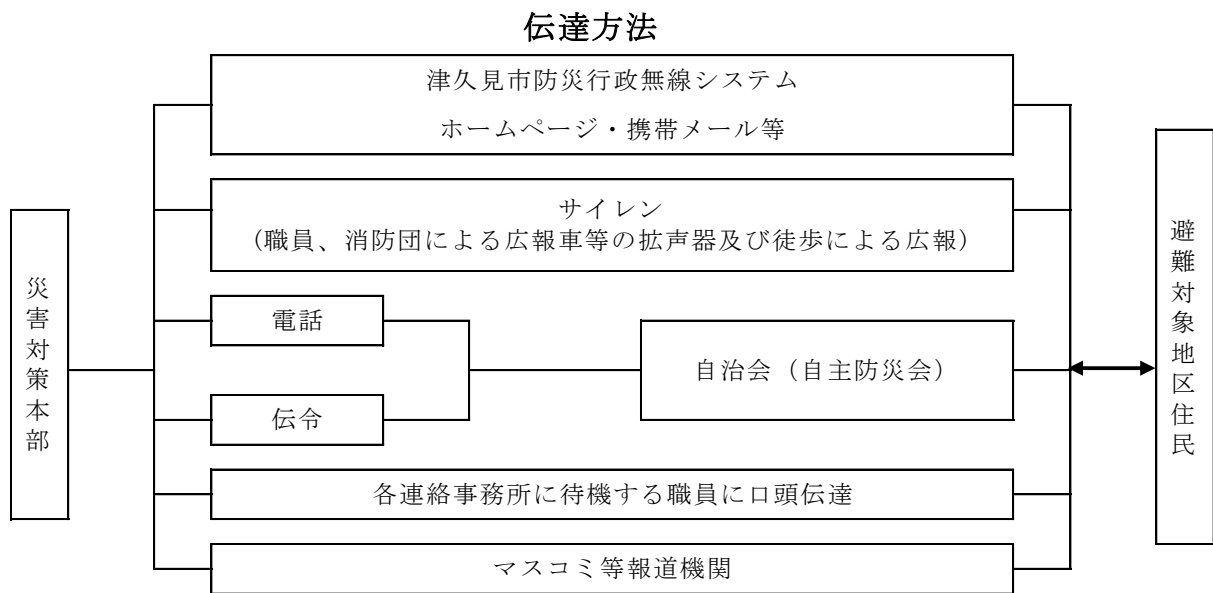 伝達方法
津久見市防災行政無線システム
ホームページ・携帯メール等
サイレン
（職員、消防団による広報車等の拡声器及び徒歩による広報）
災害対策本部
電話
自治会（自主防災会）
伝令
避難対象地区住民
各連絡事務所に待機する職員に口頭伝達
マスコミ等報道機関